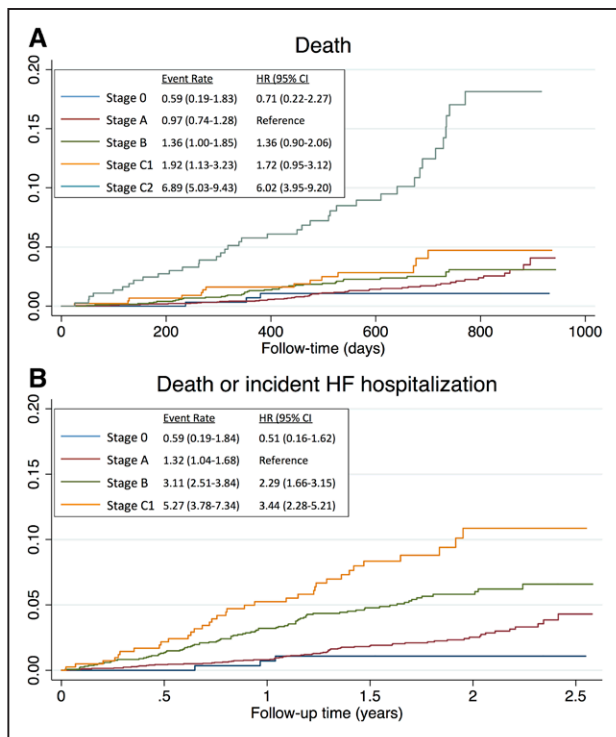 A
Death
0.20
0.15
0.10
0.05
0.00
Event Rate HR (95% CI
Stage 0 0.59 (0.19-1.83) 0.71 (0.22-2.27)
Stage A 0.97 (0.74-1.28) Reference
Stage B 1.36 (1.00-1.85) 1.36 (0.90-2.06)
Stage C1 1.92 (1.13-3.23) 1.72 (0.95-3.12)
Stage C2 6.89 (5.03-9.43) 6.02 (3.95-9.20)
0 200 400 600 800 1000
Follow-time (days)
B
Death or incident HF hospitalization
0.20
0.15
0.10
0.05
0.00
Event Rate HR (95% CI
Stage 0 0.59 (0.19-1.84) 0.51 (0.16-1.62)
Stage A 1.32 (1.04-1.68) Reference
Stage B 3.11 (2.51-3.84) 2.29 (1.66-3.15)
Stage C1 5.27 (3.78-7.34) 3.44 (2.28-5.21)
0 .5 1 1.5 2 2.5
Follow-up time (years)